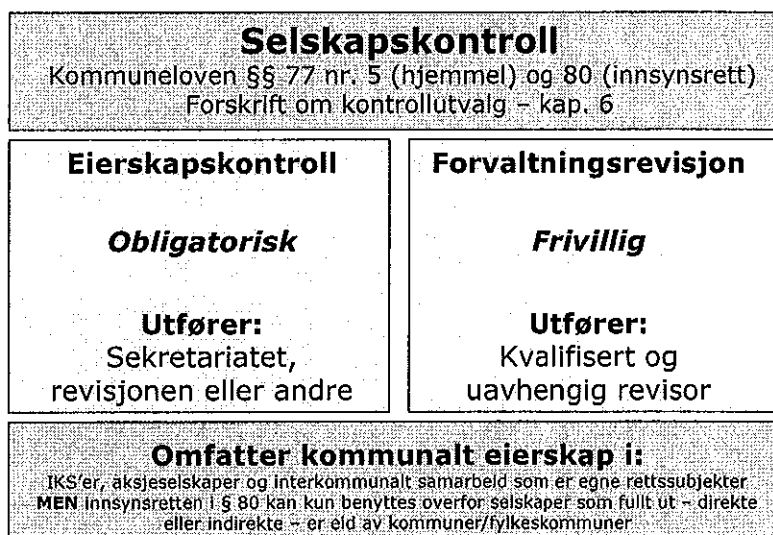 Selskapskontroll
Kommuneloven §§ 77 nr. 5 (hjemmel) og 80 (innsynsrett)
Forskrift om kontrollutvalg – kap. 6
Eierskapskontroll
Obligatorisk
Utfører:
Sekretariatet,
revisjonen eller andre
Forvaltningsrevisjon
Frivillig
Utfører:
Kvalifisert og
uavhengig revisor
Omfatter kommunalt eierskap i:
IKS'er, aksjeselskaper og interkommunalt samarbeid som er egne rettssubjekter
MEN innsynsretten i § 80 kan kun benyttes overfor selskaper som fullt ut – direkte
eller indirekte – er eid av kommuner/fylkeskommuner